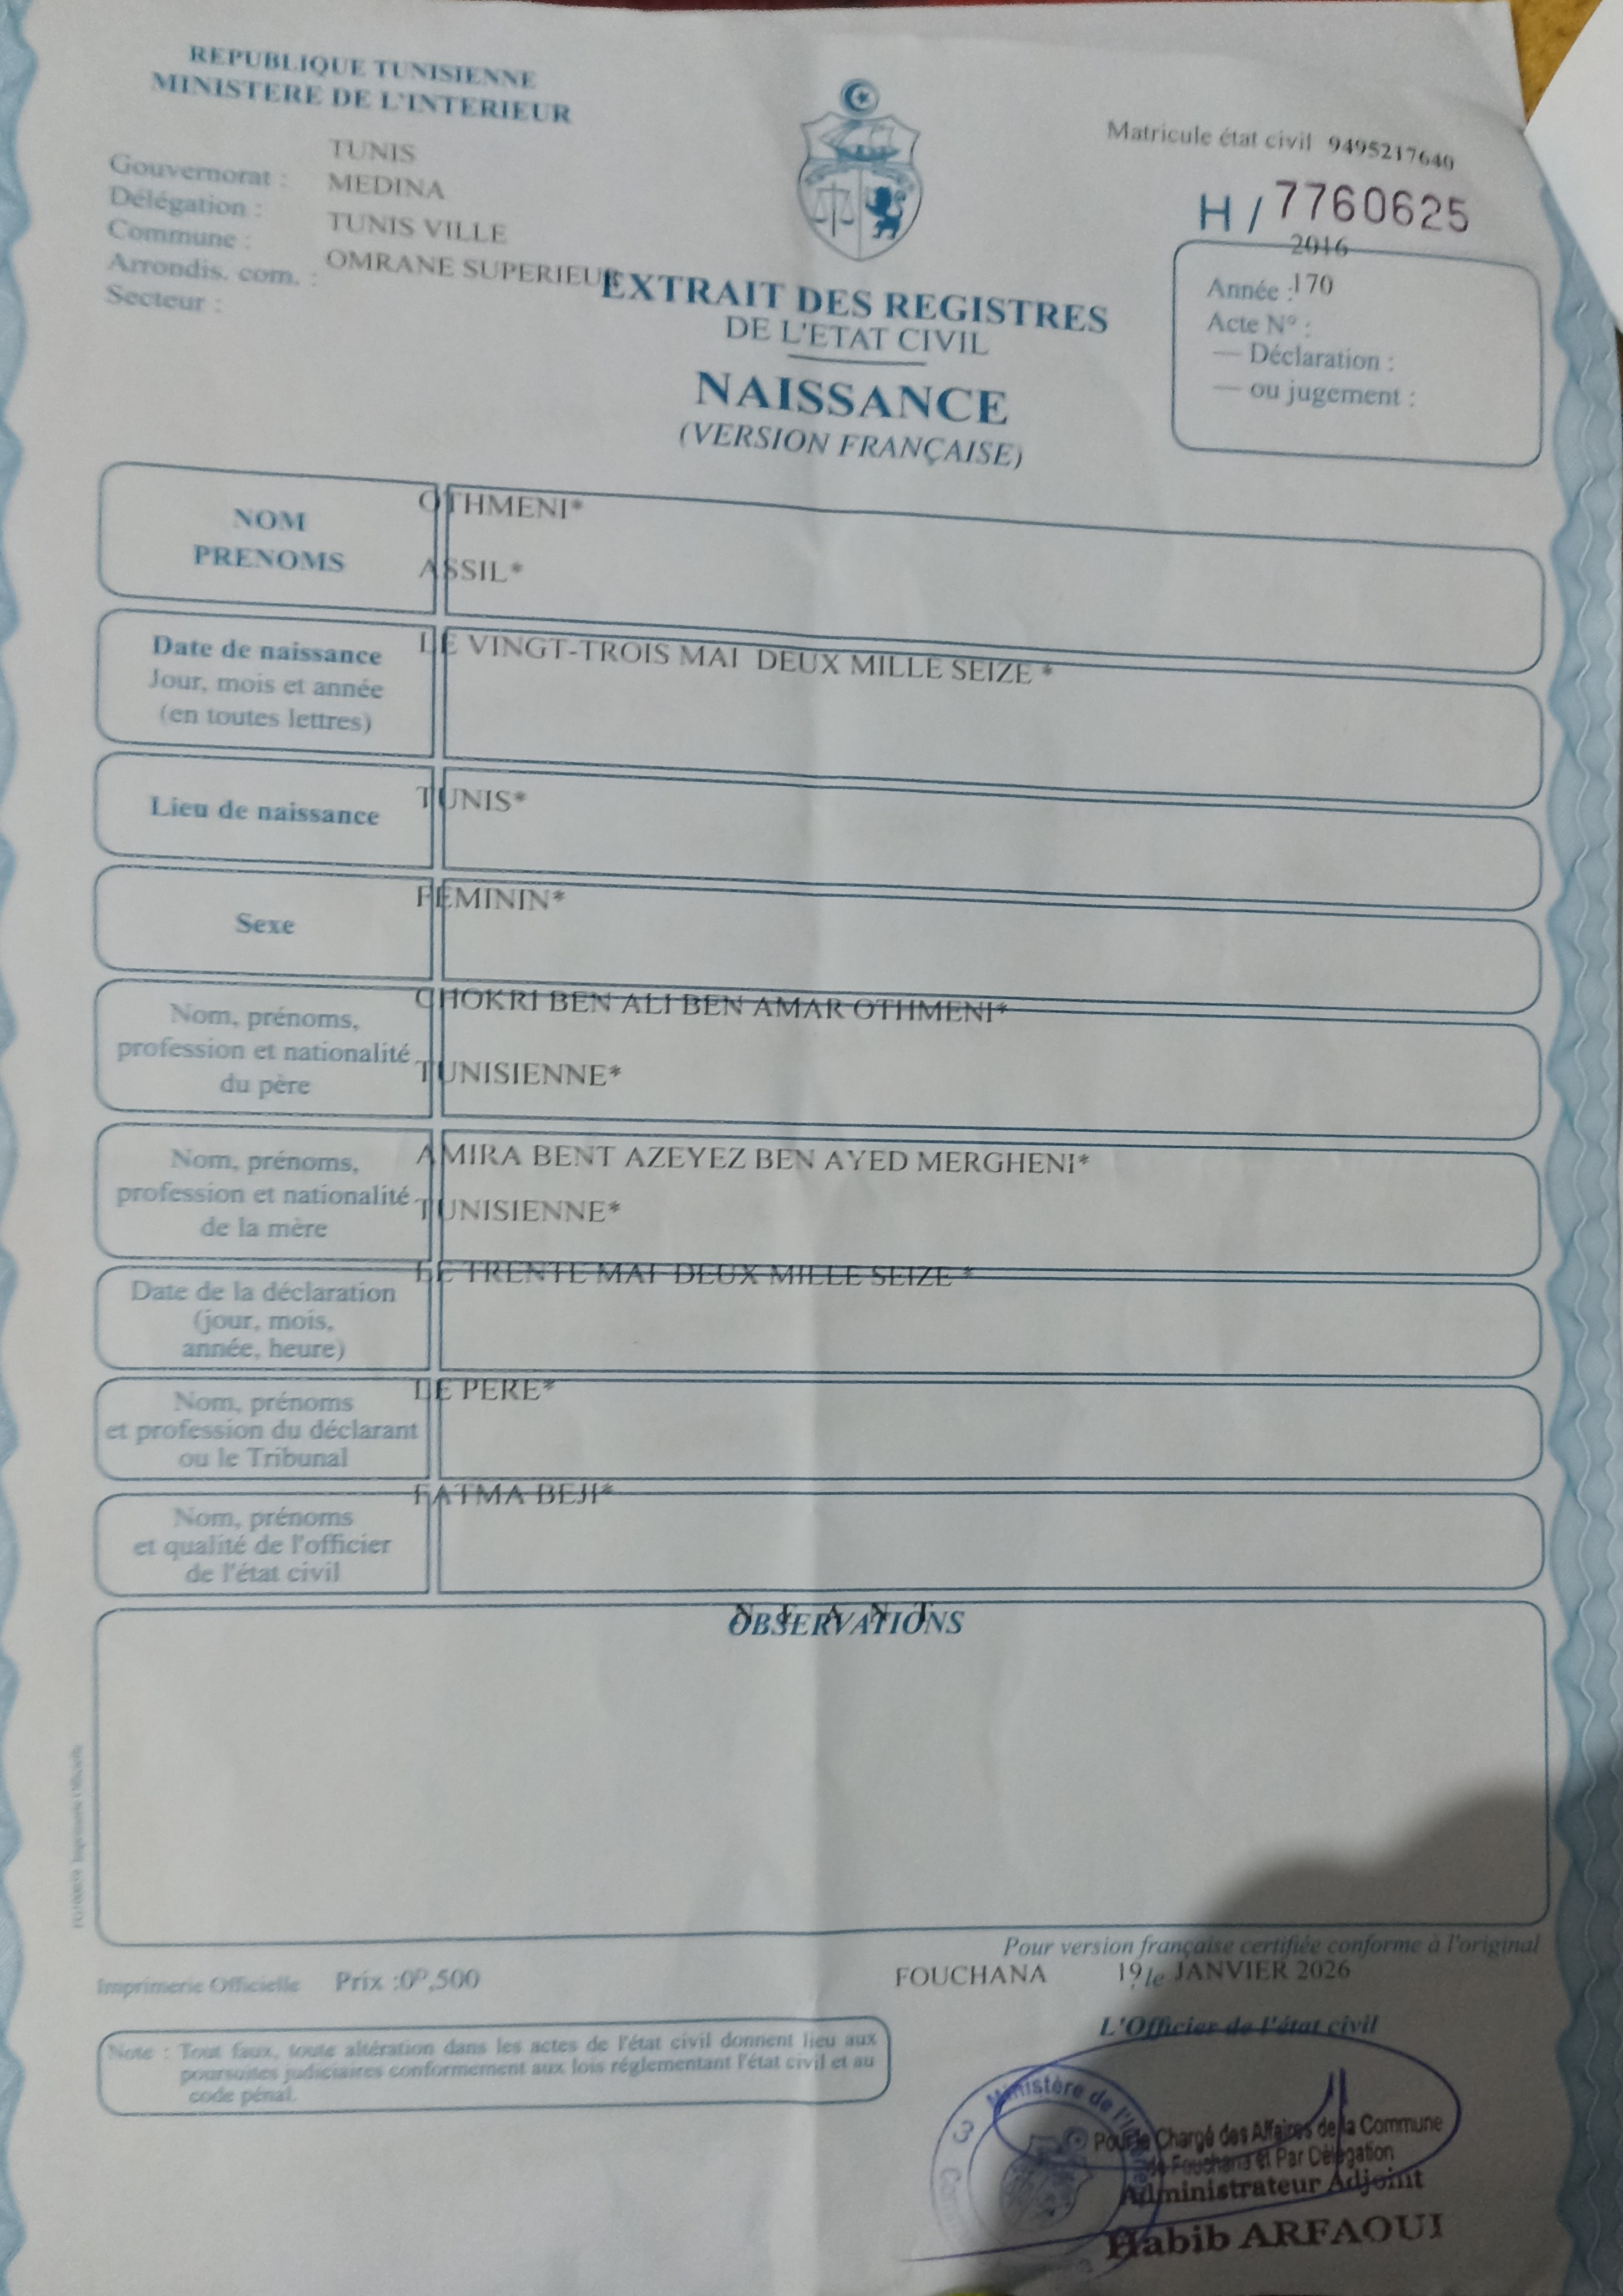 REPUBLIQUE TUNISIENNE
MINISTERE DE L'INTERIEUR
TUNIS
Gouvernorat :
MEDINA
Délégation :
TUNIS VILLE
Commune :
OMRANE SUPERIEUR
Arrondis. com. :
Secteur :
Matricule état civil 9495217640
H / 7760625
2016
Année : 170
Acte N° :
— Déclaration :
— ou jugement :
EXTRAIT DES REGISTRES
DE L'ETAT CIVIL
NAISSANCE
(VERSION FRANÇAISE)
NOM
PRENOMS
OTHMENI*
ASSIL*
Date de naissance
Jour, mois et année
(en toutes lettres)
LE VINGT-TROIS MAI DEUX MILLE SEIZE *
Lieu de naissance
TUNIS*
Sexe
FEMININ*
Nom, prénoms,
profession et nationalité
du père
CHOKRI BEN ALI BEN AMAR OTHMENI*
TUNISIENNE*
Nom, prénoms,
profession et nationalité
de la mère
AMIRA BENT AZEYEZ BEN AYED MERGHENI*
TUNISIENNE*
Date de la déclaration
(jour, mois,
année, heure)
LE TRENTE MAI DEUX MILLE SEIZE *
Nom, prénoms
et profession du déclarant
ou le Tribunal
LE PERE*
Nom, prénoms
et qualité de l'officier
de l'état civil
FATMA BEJI*
N E A N T
OBSERVATIONS
Pour version française certifiée conforme à l'original
FOUCHANA 19 le JANVIER 2026
Imprimerie Officielle Prix :0ᴰ,500
L'Officier de l'état civil
Note : Tout faux, toute altération dans les actes de l'état civil donnent lieu aux
poursuites judiciaires conformement aux lois réglementant l'état civil et au
code pénal.
3 Ministère de l'
Pour le Chargé des Affaires de la Commune
de Fouchana et Par Délégation
Administrateur Adjoint
Habib ARFAOUI